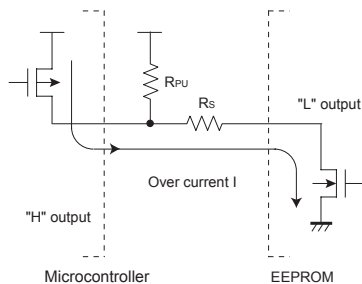 RPU
RS
"L" output
Over current I
"H" output
Microcontroller
EEPROM